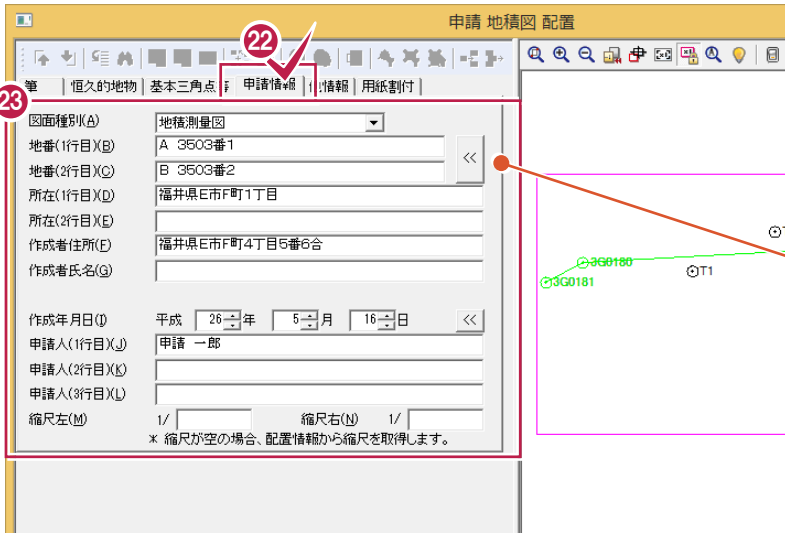 申請 地積図 配置
22
筆 恒久的地物 基本三角点等 申請情報 他情報 用紙割付
23
図面種別(A) 地積測量図
地番(1行目)(B) A 3503番1
<<
地番(2行目)(C) B 3503番2
所在(1行目)(D) 福井県E市F町1丁目
所在(2行目)(E)
作成者住所(F) 福井県E市F町4丁目5番6合
作成者氏名(G)
作成年月日(I) 平成 26 年 5 月 16 日 <<
申請人(1行目)(J) 申請 一郎
申請人(2行目)(K)
申請人(3行目)(L)
縮尺左(M) 1/ 縮尺右(N) 1/
* 縮尺が空の場合、配置情報から縮尺を取得します。
3G0180
T1
3G0181